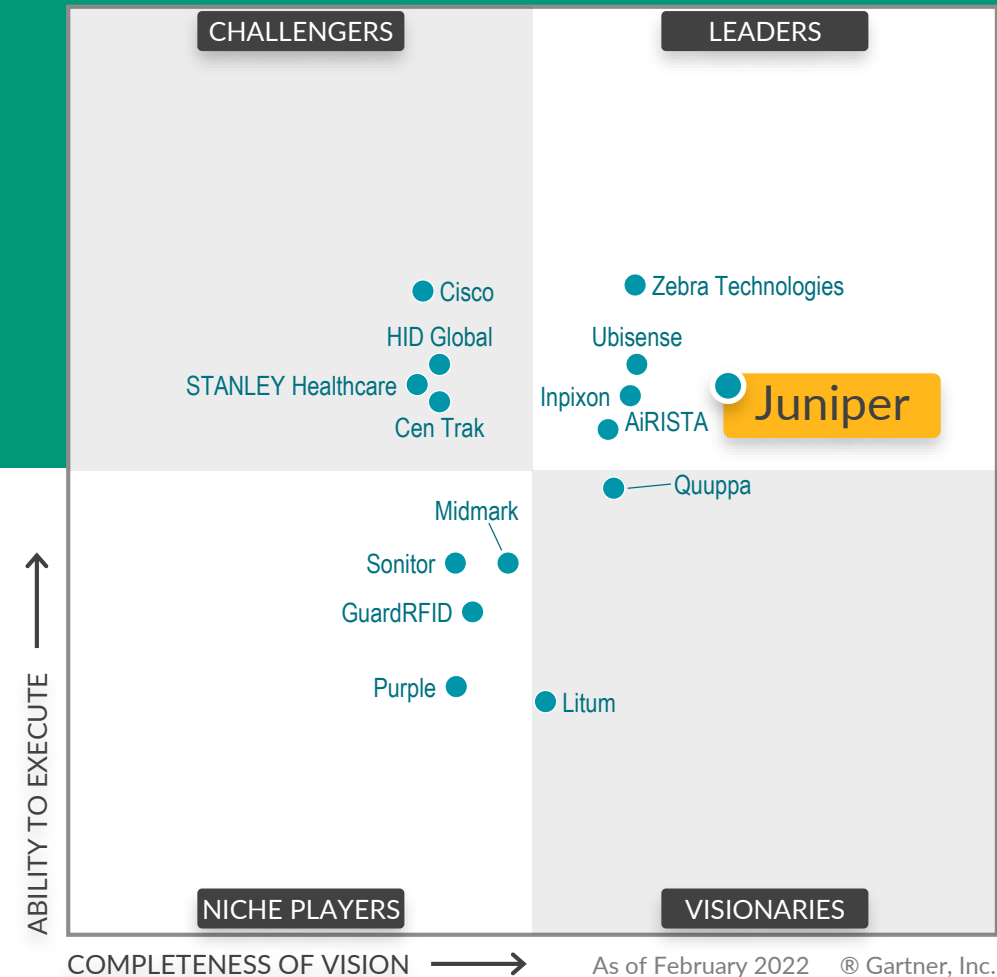 CHALLENGERS
LEADERS
Cisco
Zebra Technologies
HID Global
Ubisense
STANLEY Healthcare
Inpixon
Juniper
Cen Trak
AiRISTA
Quuppa
Midmark
Sonitor
GuardRFID
Purple
Litum
ABILITY TO EXECUTE
NICHE PLAYERS
VISIONARIES
COMPLETENESS OF VISION
As of February 2022 ® Gartner, Inc.